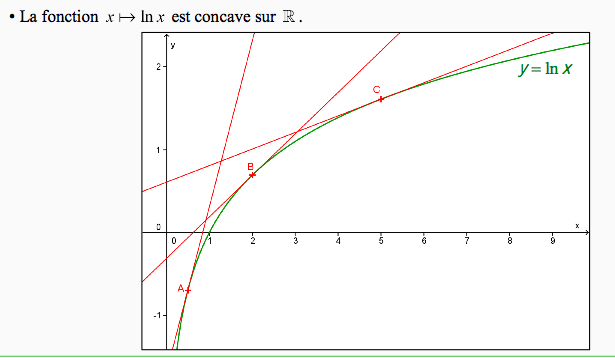 • La fonction x ↦ ln x est concave sur ℝ.
y
2
y = ln x
C
1
B
0
x
0 1 2 3 4 5 6 7 8 9
A
-1